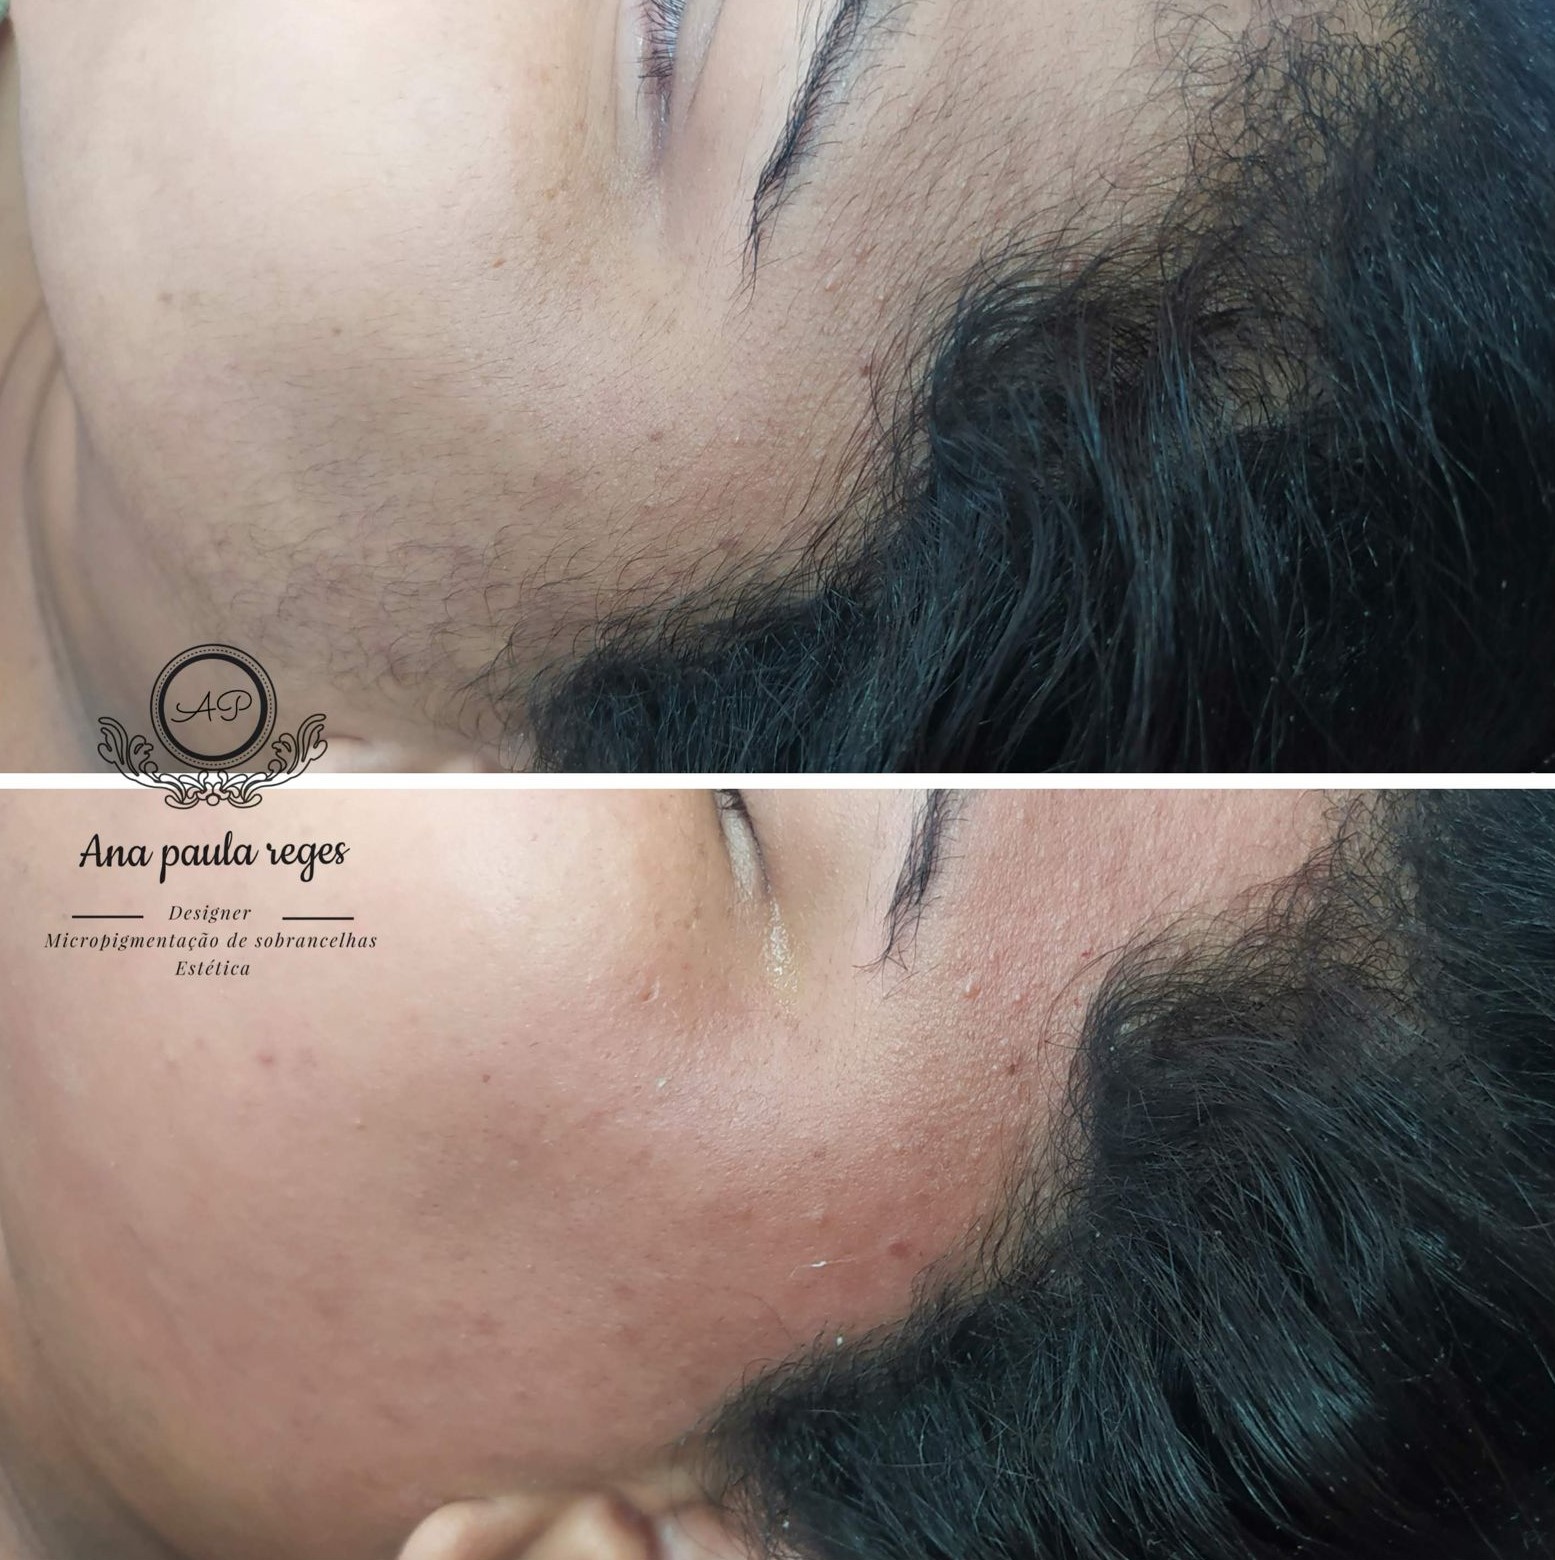 AP
Ana paula reges
Designer
Micropigmentação de sobrancelhas
Estética